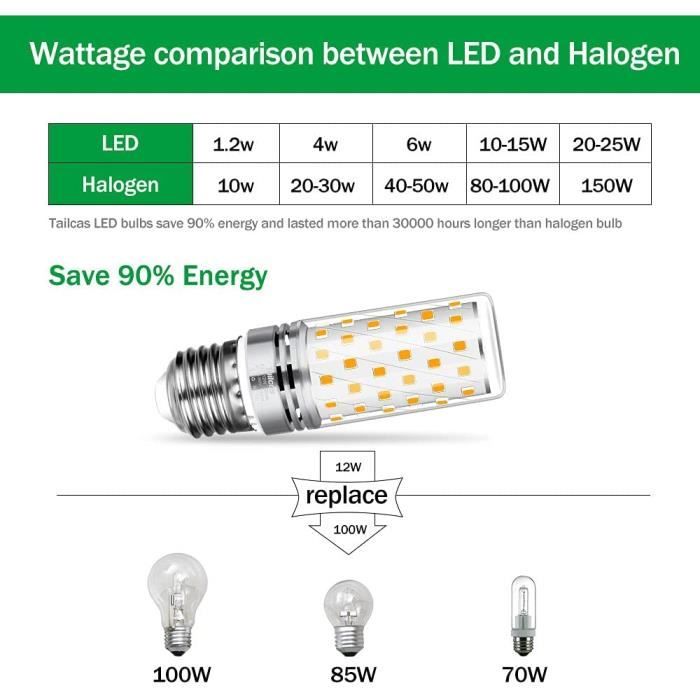 Wattage comparison between LED and Halogen
LED 1.2w 4w 6w 10-15W 20-25W
Halogen 10w 20-30w 40-50w 80-100W 150W
Tailcas LED bulbs save 90% energy and lasted more than 30000 hours longer than halogen bulb
Save 90% Energy
12W
replace
100W
100W 85W 70W